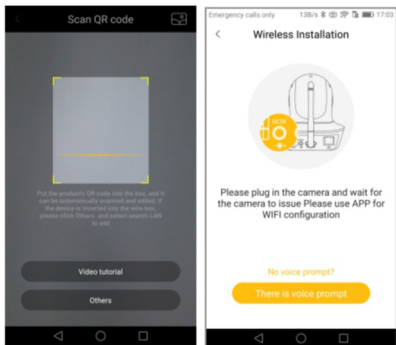 Scan QR code
Put the product's QR code into the box, and it
can be automatically scanned and added. If
the device is inserted into the wire box,
please click Others and select search LAN
to add
Video tutorial
Others
Emergency calls only
13B/s
17:03
Wireless Installation
Please plug in the camera and wait for
the camera to issue Please use APP for
WIFI configuration
No voice prompt?
There is voice prompt